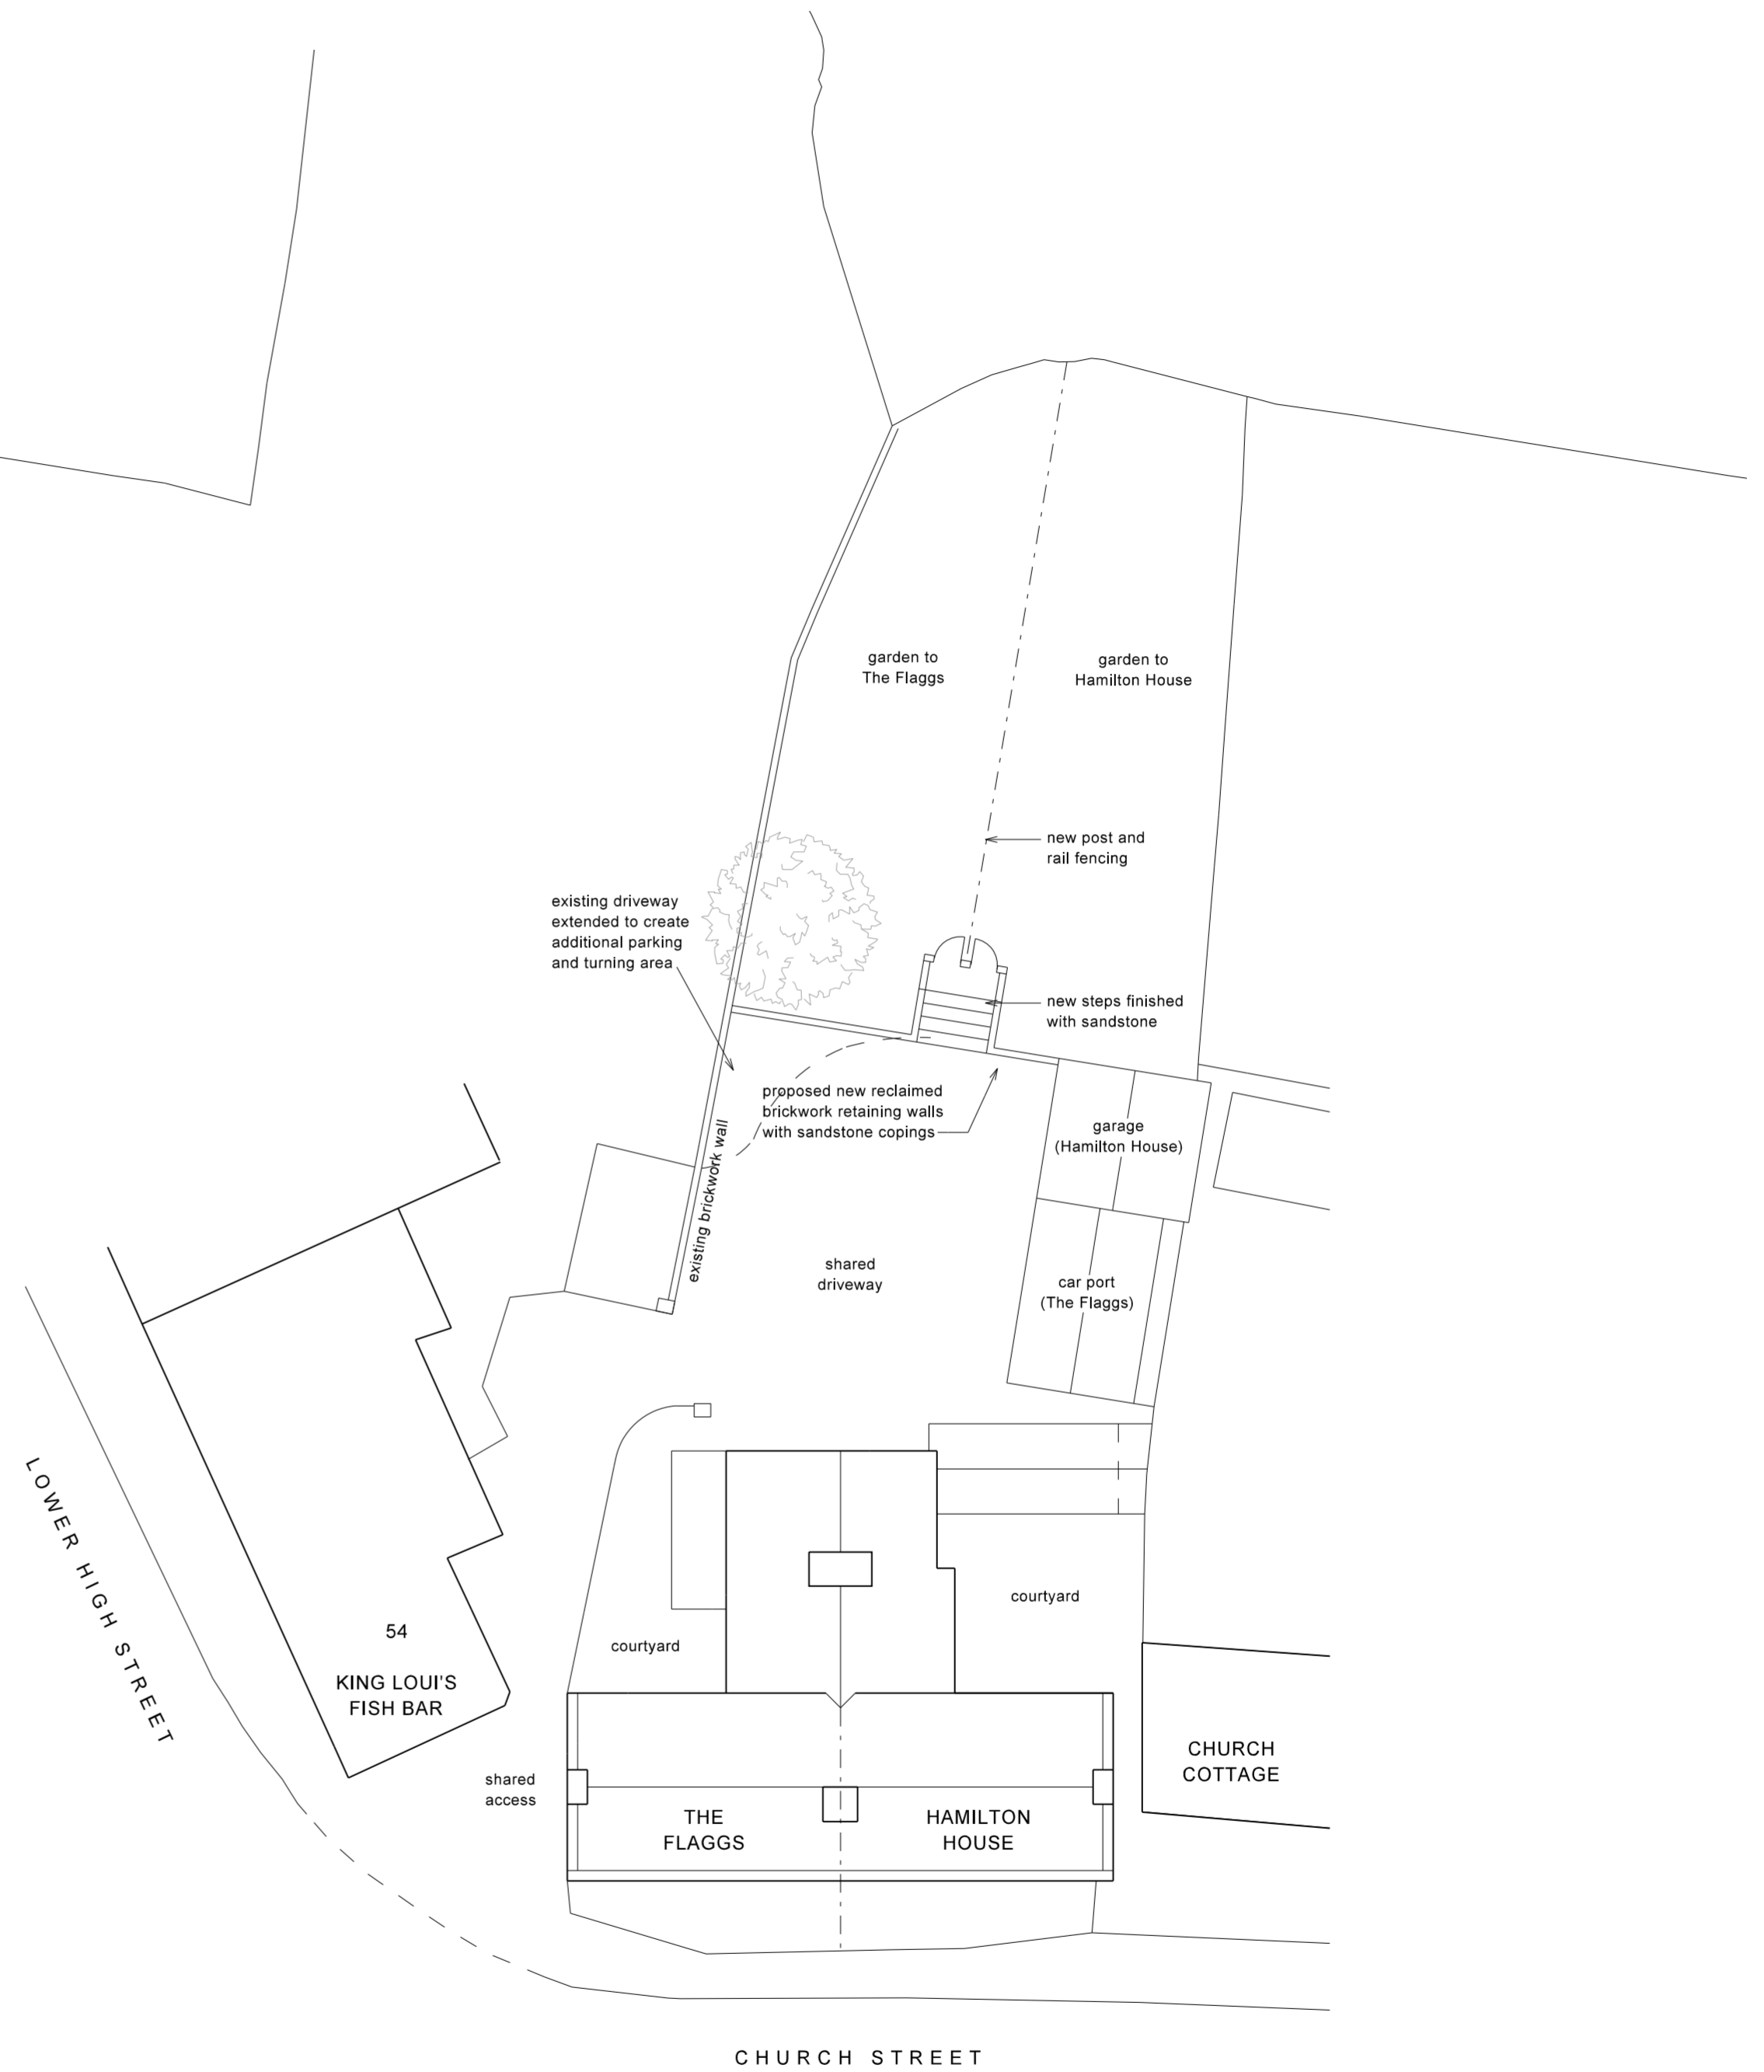 garden to
The Flaggs
garden to
Hamilton House
new post and
rail fencing
existing driveway
extended to create
additional parking
and turning area
new steps finished
with sandstone
proposed new reclaimed
brickwork retaining walls
with sandstone copings
existing brickwork wall
garage
(Hamilton House)
shared
driveway
car port
(The Flaggs)
LOWER HIGH STREET
54
KING LOUI'S
FISH BAR
courtyard
courtyard
shared
access
THE
FLAGGS
HAMILTON
HOUSE
CHURCH
COTTAGE
CHURCH STREET